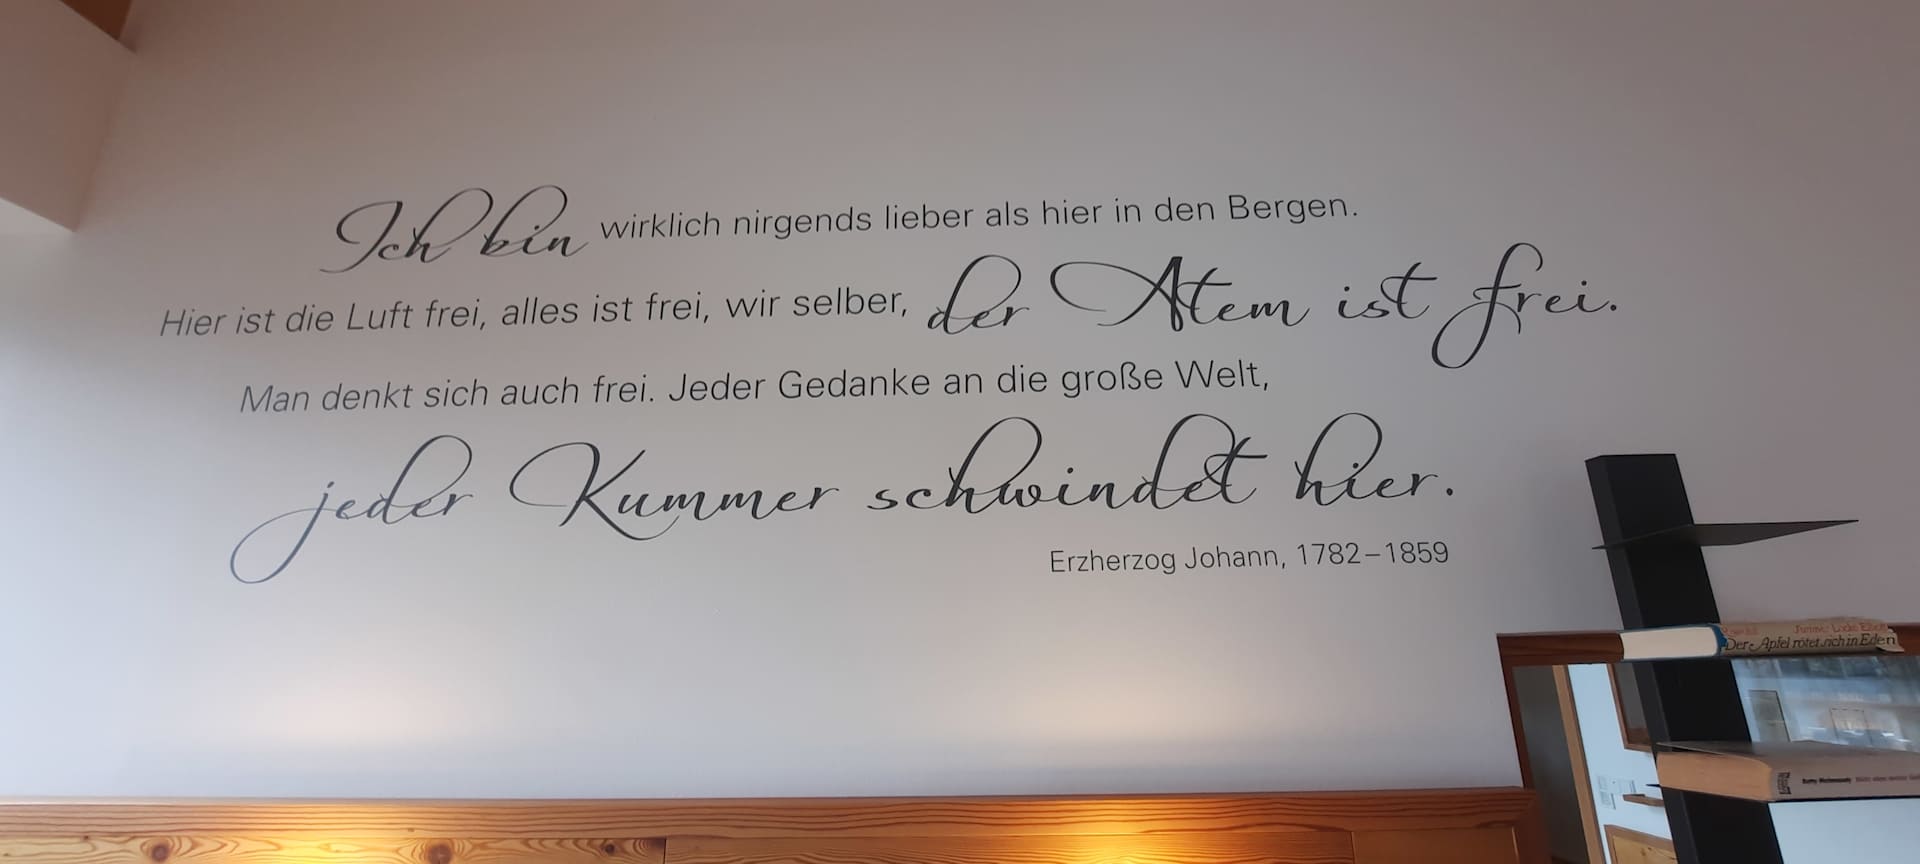 Ich bin wirklich nirgends lieber als hier in den Bergen.
Hier ist die Luft frei, alles ist frei, wir selber, der Atem ist frei.
Man denkt sich auch frei. Jeder Gedanke an die große Welt,
jeder Kummer schwindet hier.
Erzherzog Johann, 1782–1859
Der Apfel rötet sich in Eden